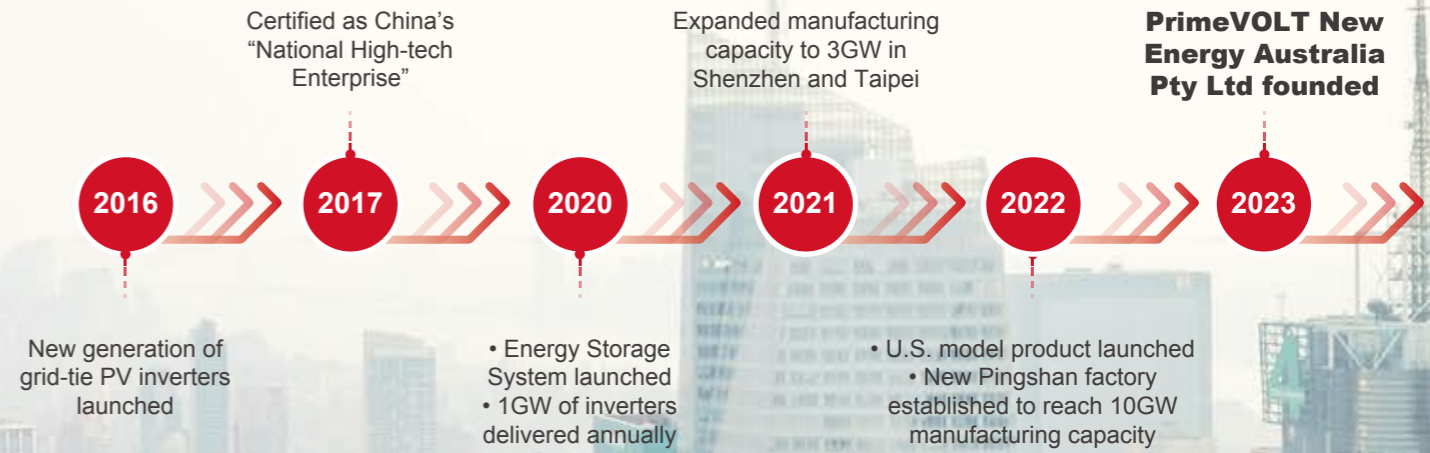 Certified as China’s
“National High-tech
Enterprise”
Expanded manufacturing
capacity to 3GW in
Shenzhen and Taipei
PrimeVOLT New
Energy Australia
Pty Ltd founded
2016
2017
2020
2021
2022
2023
New generation of
grid-tie PV inverters
launched
• Energy Storage
System launched
• 1GW of inverters
delivered annually
• U.S. model product launched
• New Pingshan factory
established to reach 10GW
manufacturing capacity
4